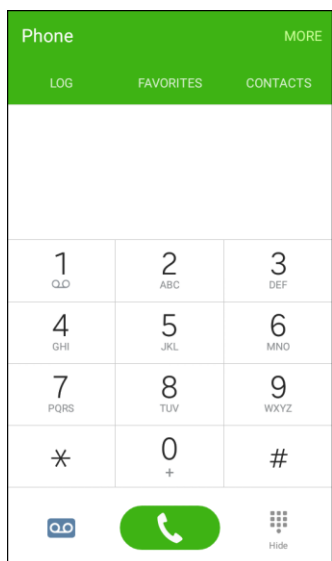 Phone MORE
LOG FAVORITES CONTACTS
1 2 3
ABC DEF
4 5 6
GHI JKL MNO
7 8 9
PQRS TUV WXYZ
* 0 #
+
Hide